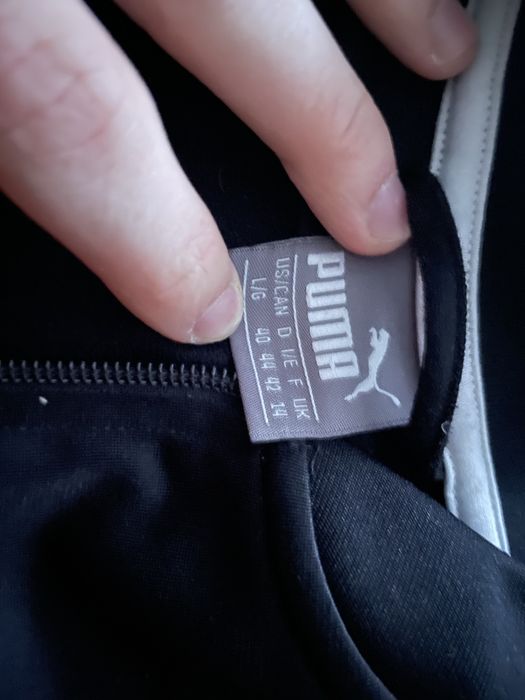 PUMA
US/CAN D I/E F UK
L/G 40 44 42 14